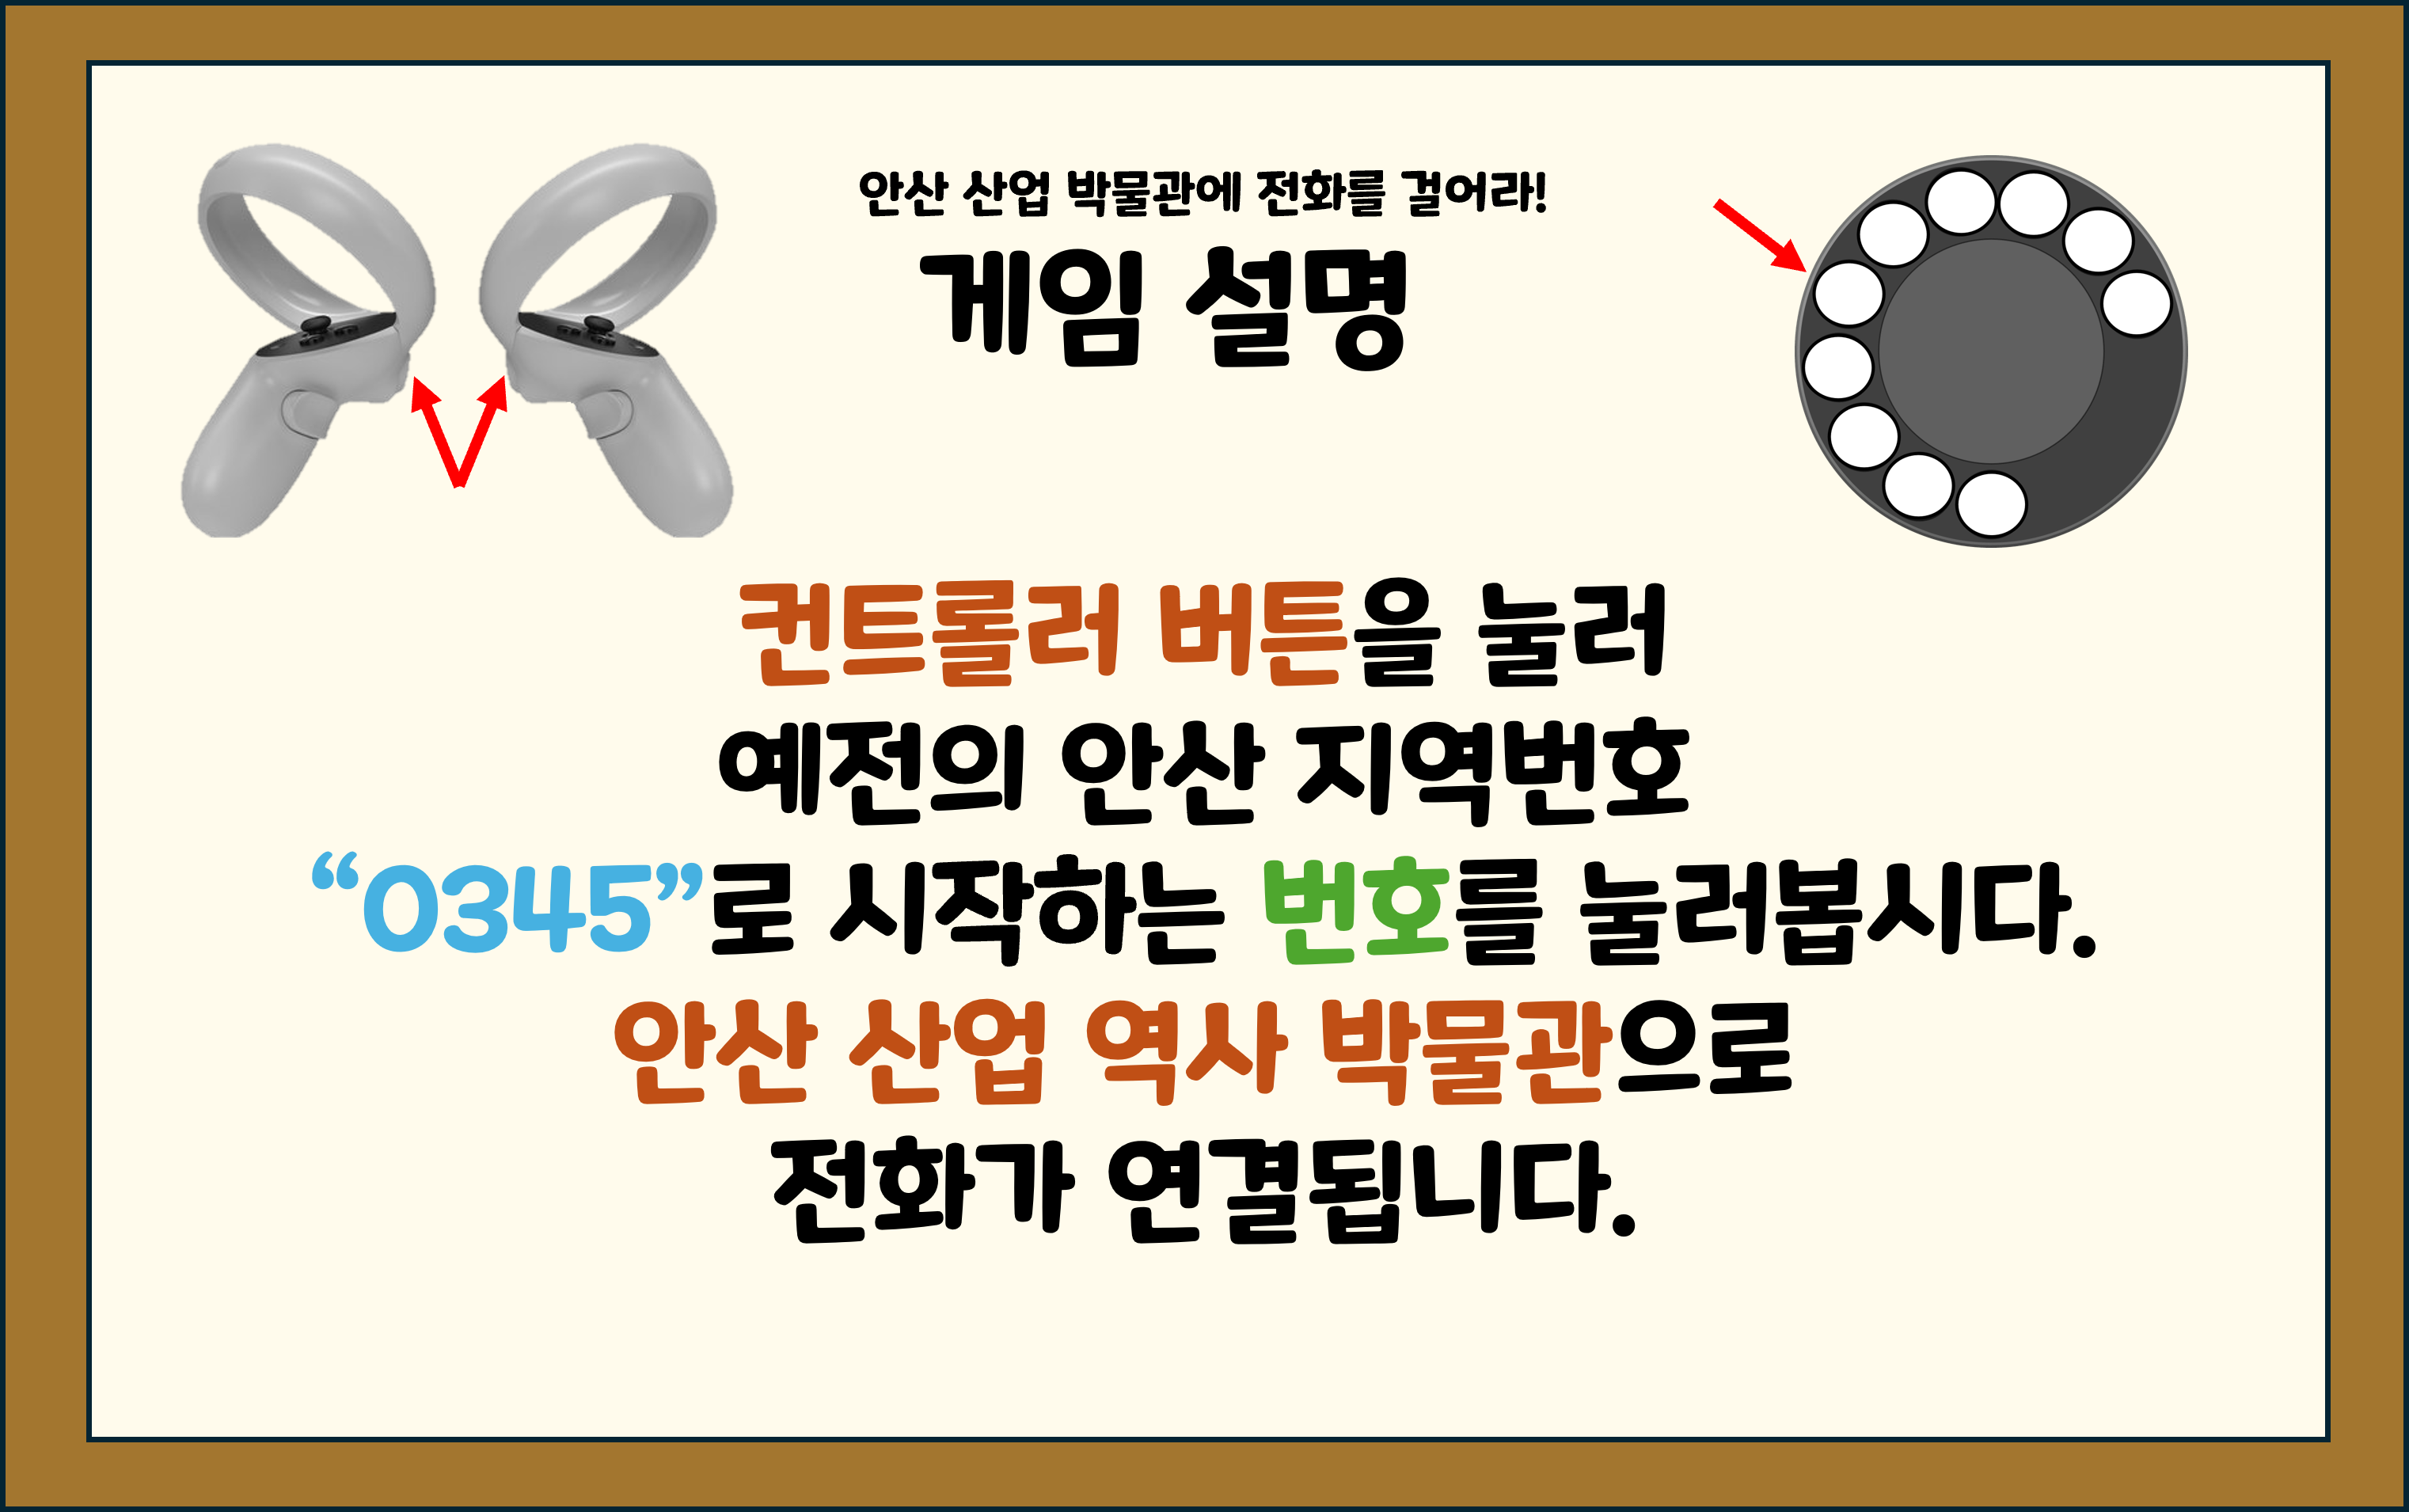 안산 산업 박물관에 전화를 걸어라!
게임 설명
컨트롤러 버튼을 눌러
예전의 안산 지역번호
“0345”로 시작하는 번호를 눌러봅시다.
안산 산업 역사 박물관으로
전화가 연결됩니다.